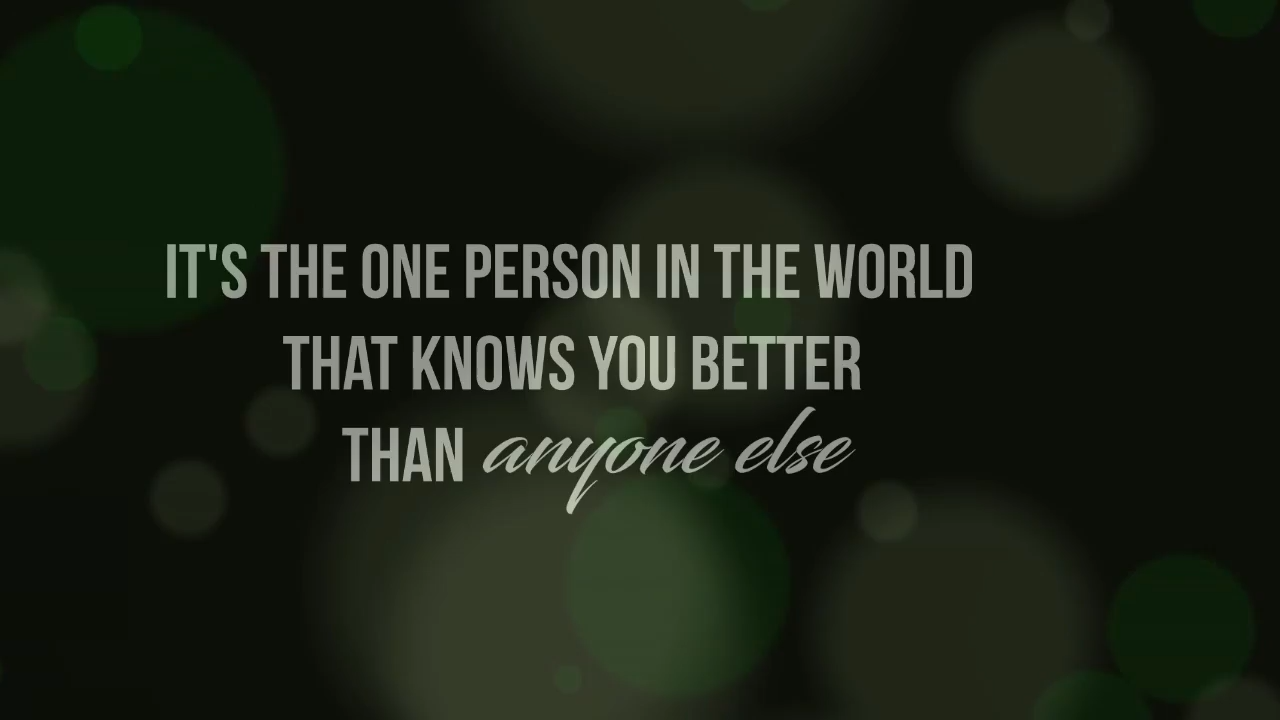 IT'S THE ONE PERSON IN THE WORLD
THAT KNOWS YOU BETTER
THAN anyone else